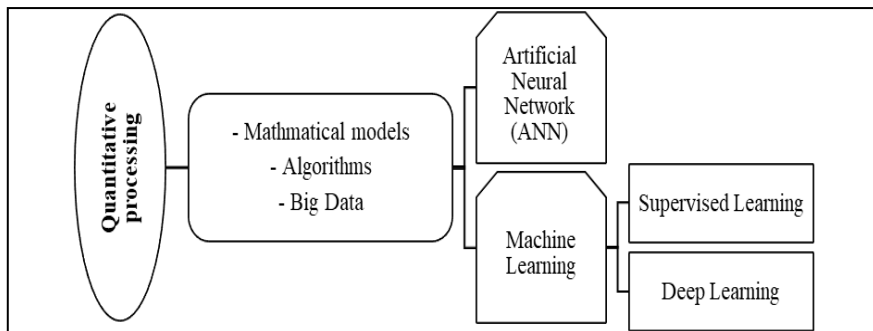 Quantitative
processing
- Mathmatical models
- Algorithms
- Big Data
Artificial
Neural
Network
(ANN)
Machine
Learning
Supervised Learning
Deep Learning